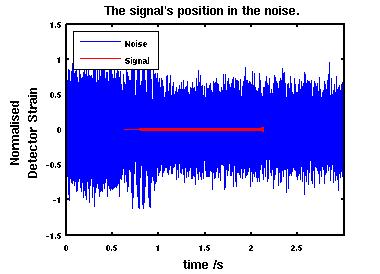 The signal's position in the noise.
Normalised
Detector Strain
1.5
1
0.5
0
-0.5
-1
-1.5
Noise
Signal
0
0.5
1
1.5
2
2.5
time /s